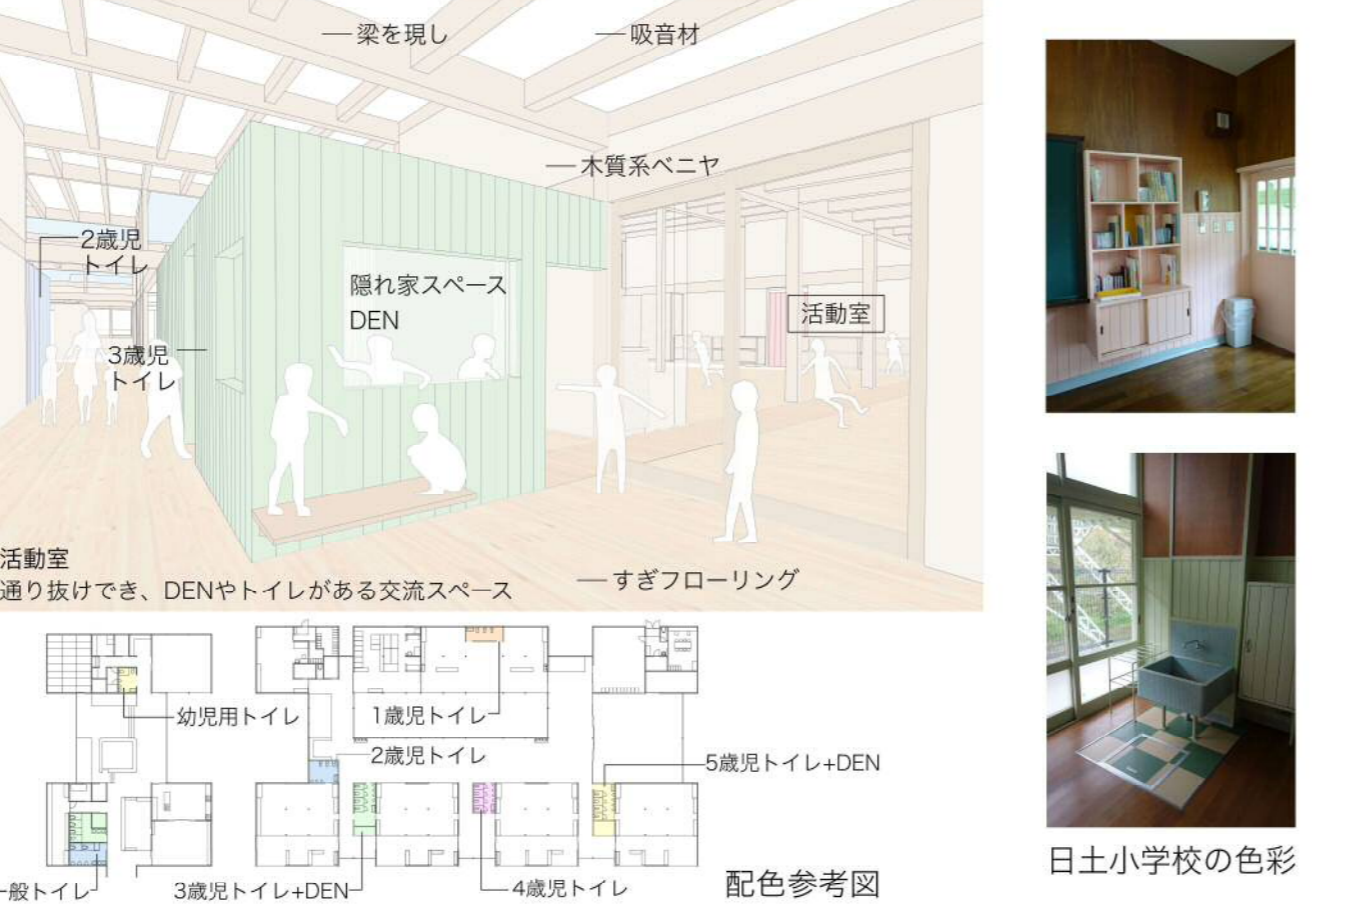 梁を現し
吸音材
木質系ベニヤ
2歳児
トイレ
隠れ家スペース
DEN
活動室
3歳児
トイレ
活動室
通り抜けでき、DENやトイレがある交流スペース
すぎフローリング
幼児用トイレ
1歳児トイレ
2歳児トイレ
5歳児トイレ+DEN
一般トイレ
3歳児トイレ+DEN
4歳児トイレ
配色参考図
日土小学校の色彩